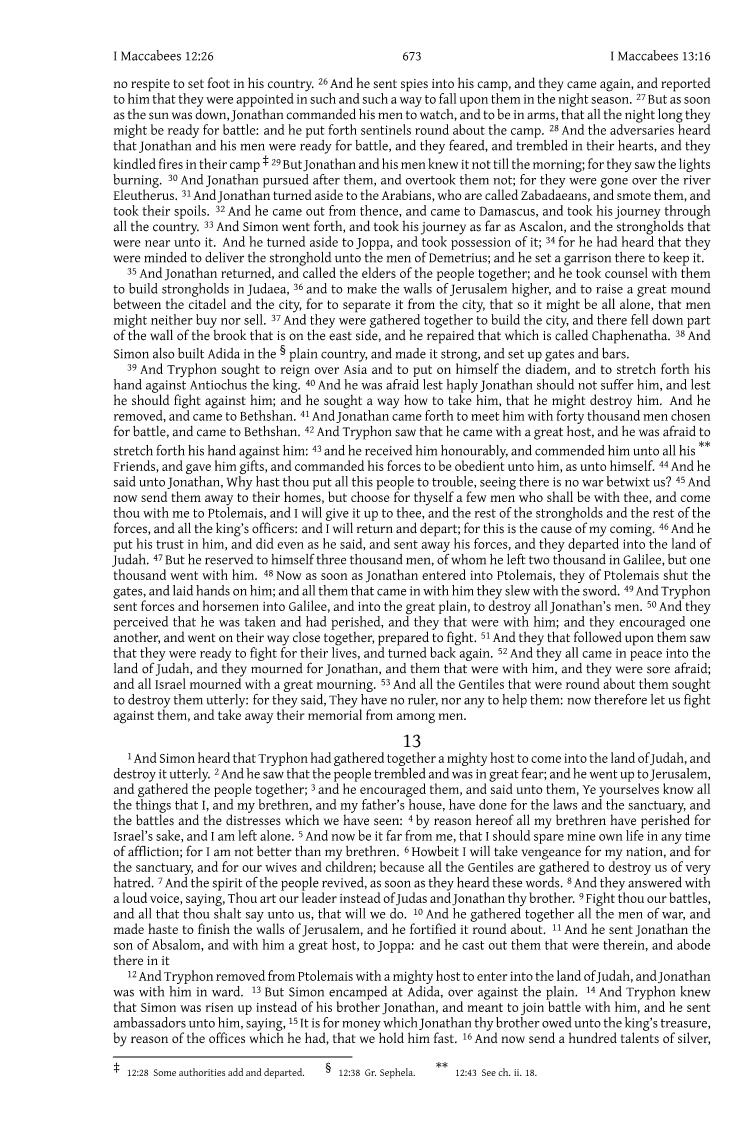 I Maccabees 12:26 673 I Maccabees 13:16
no respite to set foot in his country. 26 And he sent spies into his camp, and they came again, and reported
to him that they were appointed in such and such a way to fall upon them in the night season. 27 But as soon
as the sun was down, Jonathan commanded his men to watch, and to be in arms, that all the night long they
might be ready for battle: and he put forth sentinels round about the camp. 28 And the adversaries heard
that Jonathan and his men were ready for battle, and they feared, and trembled in their hearts, and they
kindled fires in their camp ‡ 29 But Jonathan and his men knew it not till the morning; for they saw the lights
burning. 30 And Jonathan pursued after them, and overtook them not; for they were gone over the river
Eleutherus. 31 And Jonathan turned aside to the Arabians, who are called Zabadaeans, and smote them, and
took their spoils. 32 And he came out from thence, and came to Damascus, and took his journey through
all the country. 33 And Simon went forth, and took his journey as far as Ascalon, and the strongholds that
were near unto it. And he turned aside to Joppa, and took possession of it; 34 for he had heard that they
were minded to deliver the stronghold unto the men of Demetrius; and he set a garrison there to keep it.
35 And Jonathan returned, and called the elders of the people together; and he took counsel with them
to build strongholds in Judaea, 36 and to make the walls of Jerusalem higher, and to raise a great mound
between the citadel and the city, for to separate it from the city, that so it might be all alone, that men
might neither buy nor sell. 37 And they were gathered together to build the city, and there fell down part
of the wall of the brook that is on the east side, and he repaired that which is called Chaphenatha. 38 And
Simon also built Adida in the § plain country, and made it strong, and set up gates and bars.
39 And Tryphon sought to reign over Asia and to put on himself the diadem, and to stretch forth his
hand against Antiochus the king. 40 And he was afraid lest haply Jonathan should not suffer him, and lest
he should fight against him; and he sought a way how to take him, that he might destroy him. And he
removed, and came to Bethshan. 41 And Jonathan came forth to meet him with forty thousand men chosen
for battle, and came to Bethshan. 42 And Tryphon saw that he came with a great host, and he was afraid to
stretch forth his hand against him: 43 and he received him honourably, and commended him unto all his **
Friends, and gave him gifts, and commanded his forces to be obedient unto him, as unto himself. 44 And he
said unto Jonathan, Why hast thou put all this people to trouble, seeing there is no war betwixt us? 45 And
now send them away to their homes, but choose for thyself a few men who shall be with thee, and come
thou with me to Ptolemais, and I will give it up to thee, and the rest of the strongholds and the rest of the
forces, and all the king's officers: and I will return and depart; for this is the cause of my coming. 46 And he
put his trust in him, and did even as he said, and sent away his forces, and they departed into the land of
Judah. 47 But he reserved to himself three thousand men, of whom he left two thousand in Galilee, but one
thousand went with him. 48 Now as soon as Jonathan entered into Ptolemais, they of Ptolemais shut the
gates, and laid hands on him; and all them that came in with him they slew with the sword. 49 And Tryphon
sent forces and horsemen into Galilee, and into the great plain, to destroy all Jonathan's men. 50 And they
perceived that he was taken and had perished, and they that were with him; and they encouraged one
another, and went on their way close together, prepared to fight. 51 And they that followed upon them saw
that they were ready to fight for their lives, and turned back again. 52 And they all came in peace into the
land of Judah, and they mourned for Jonathan, and them that were with him, and they were sore afraid;
and all Israel mourned with a great mourning. 53 And all the Gentiles that were round about them sought
to destroy them utterly: for they said, They have no ruler, nor any to help them: now therefore let us fight
against them, and take away their memorial from among men.
13
1 And Simon heard that Tryphon had gathered together a mighty host to come into the land of Judah, and
destroy it utterly. 2 And he saw that the people trembled and was in great fear; and he went up to Jerusalem,
and gathered the people together; 3 and he encouraged them, and said unto them, Ye yourselves know all
the things that I, and my brethren, and my father's house, have done for the laws and the sanctuary, and
the battles and the distresses which we have seen: 4 by reason hereof all my brethren have perished for
Israel's sake, and I am left alone. 5 And now be it far from me, that I should spare mine own life in any time
of affliction; for I am not better than my brethren. 6 Howbeit I will take vengeance for my nation, and for
the sanctuary, and for our wives and children; because all the Gentiles are gathered to destroy us of very
hatred. 7 And the spirit of the people revived, as soon as they heard these words. 8 And they answered with
a loud voice, saying, Thou art our leader instead of Judas and Jonathan thy brother. 9 Fight thou our battles,
and all that thou shalt say unto us, that will we do. 10 And he gathered together all the men of war, and
made haste to finish the walls of Jerusalem, and he fortified it round about. 11 And he sent Jonathan the
son of Absalom, and with him a great host, to Joppa: and he cast out them that were therein, and abode
there in it
12 And Tryphon removed from Ptolemais with a mighty host to enter into the land of Judah, and Jonathan
was with him in ward. 13 But Simon encamped at Adida, over against the plain. 14 And Tryphon knew
that Simon was risen up instead of his brother Jonathan, and meant to join battle with him, and he sent
ambassadors unto him, saying, 15 It is for money which Jonathan thy brother owed unto the king's treasure,
by reason of the offices which he had, that we hold him fast. 16 And now send a hundred talents of silver,
‡ 12:28 Some authorities add and departed. § 12:38 Gr. Sephela. ** 12:43 See ch. ii. 18.